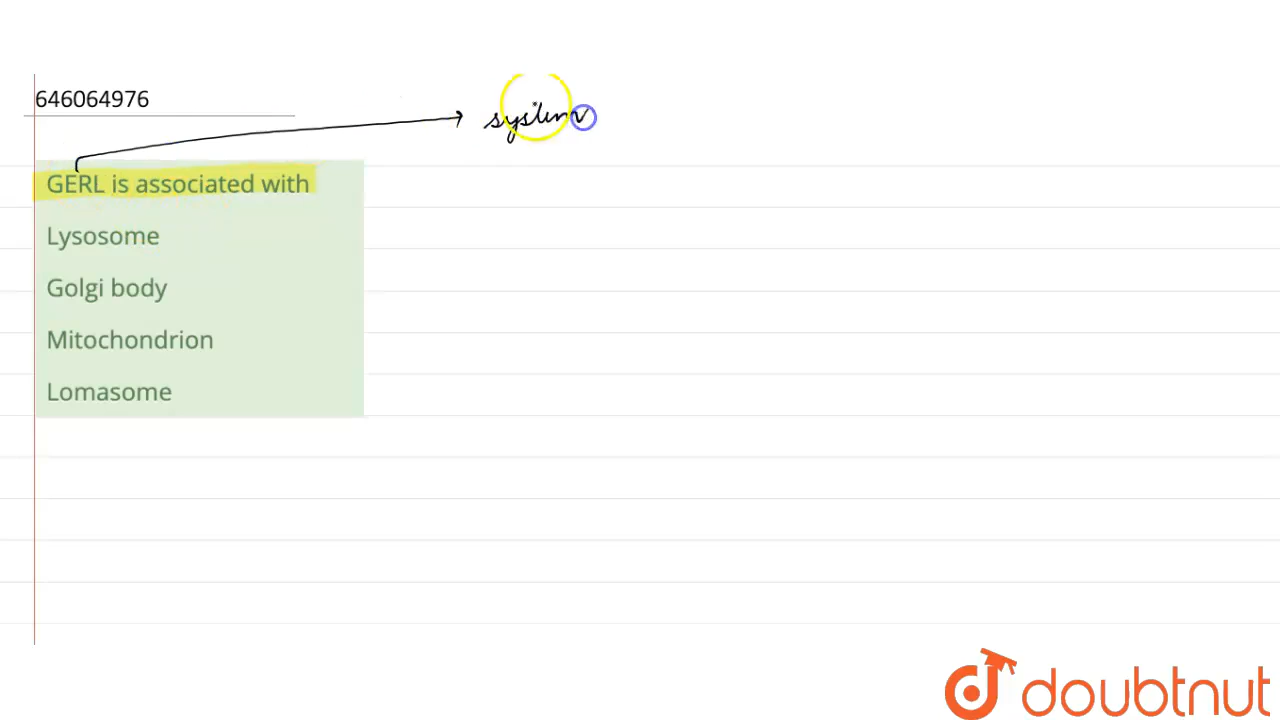 646064976
system
GERL is associated with
Lysosome
Golgi body
Mitochondrion
Lomasome
doubtnut